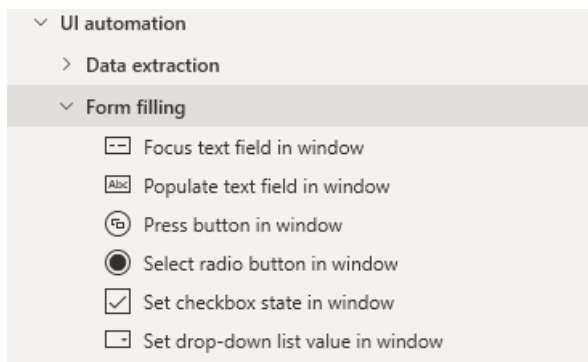 UI automation
Data extraction
Form filling
Focus text field in window
Abc Populate text field in window
Press button in window
Select radio button in window
Set checkbox state in window
Set drop-down list value in window